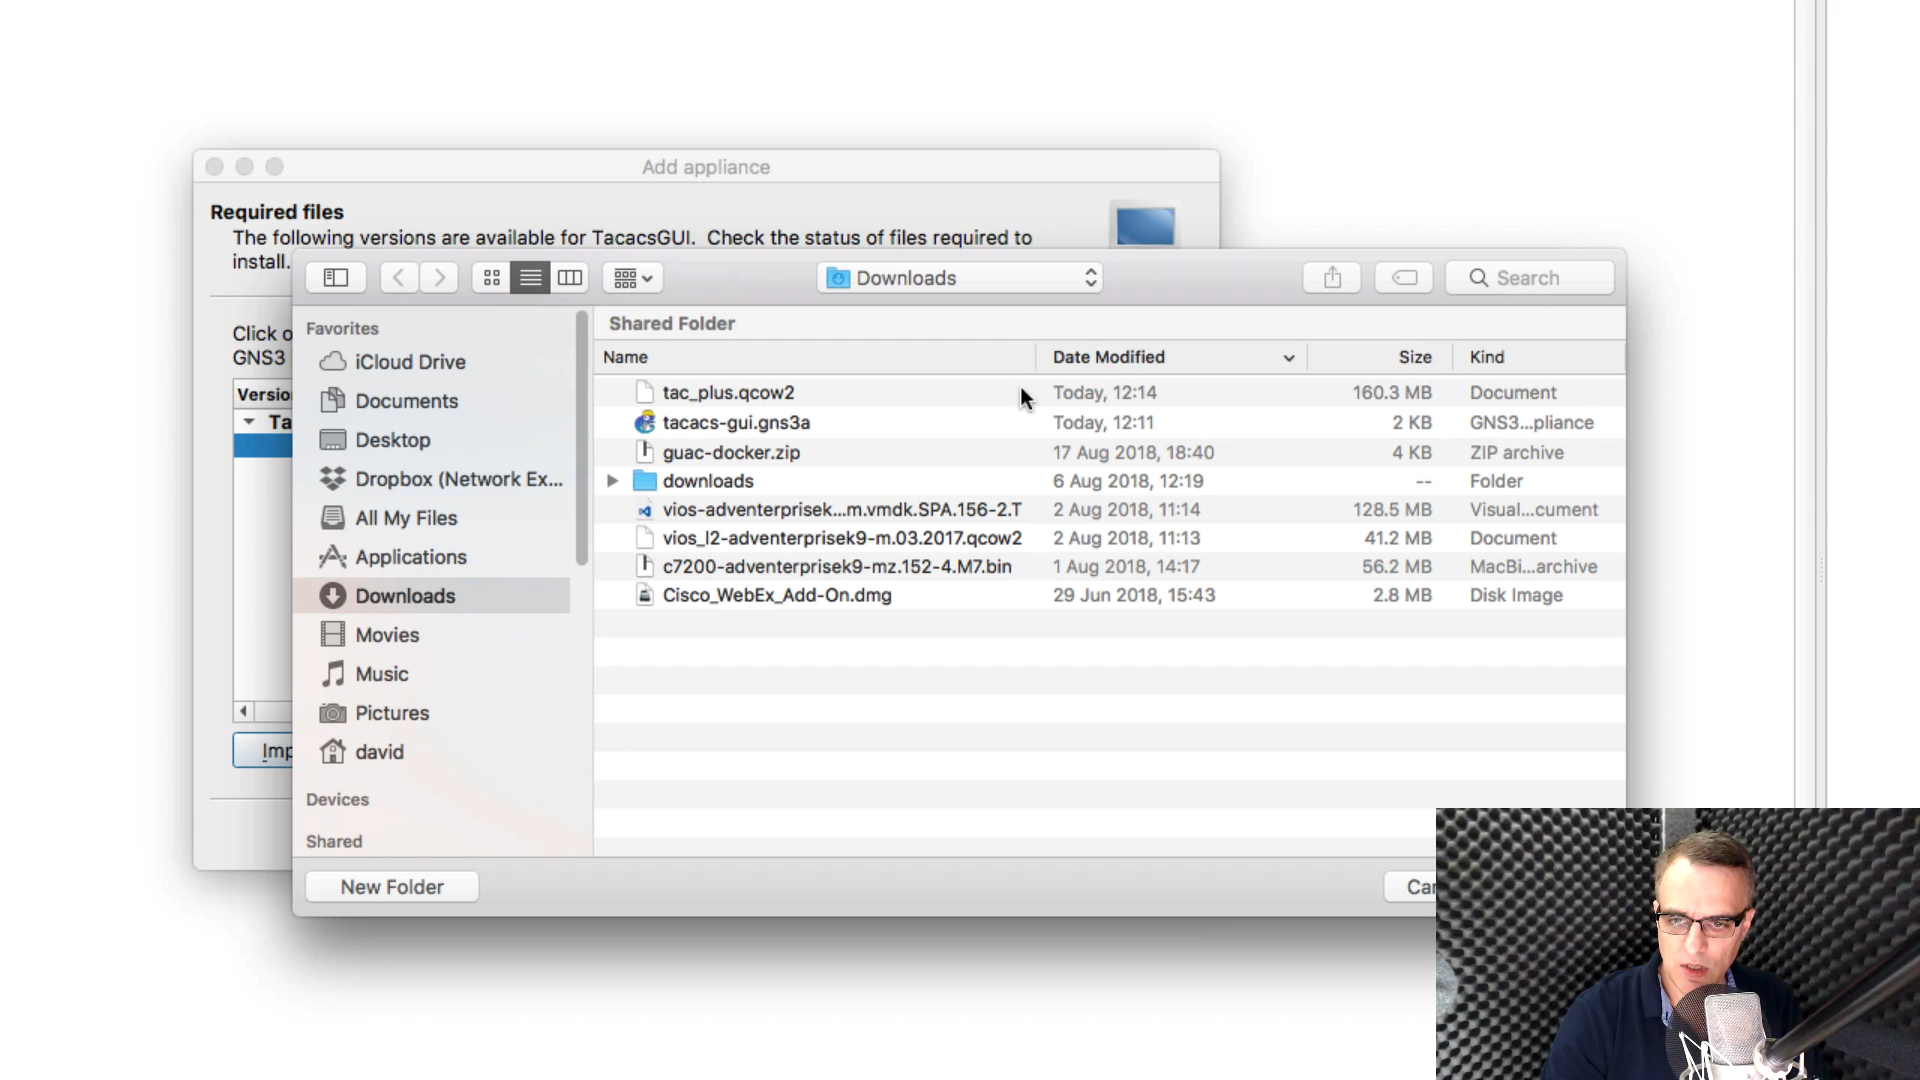 Add appliance
Required files
The following versions are available for TacacsGUI. Check the status of files required to
install.
Downloads
Search
Favorites
iCloud Drive
Documents
Desktop
Dropbox (Network Ex...
All My Files
Applications
Downloads
Movies
Music
Pictures
david
Devices
Shared
Shared Folder
Name Date Modified Size Kind
tac_plus.qcow2 Today, 12:14 160.3 MB Document
tacacs-gui.gns3a Today, 12:11 2 KB GNS3...pliance
guac-docker.zip 17 Aug 2018, 18:40 4 KB ZIP archive
downloads 6 Aug 2018, 12:19 -- Folder
vios-adventerprisek...m.vmdk.SPA.156-2.T 2 Aug 2018, 11:14 128.5 MB Visual...cument
vios_l2-adventerprisek9-m.03.2017.qcow2 2 Aug 2018, 11:13 41.2 MB Document
c7200-adventerprisek9-mz.152-4.M7.bin 1 Aug 2018, 14:17 56.2 MB MacBi...archive
Cisco_WebEx_Add-On.dmg 29 Jun 2018, 15:43 2.8 MB Disk Image
Click o
GNS3
Versio
Ta
Imp
New Folder
Car